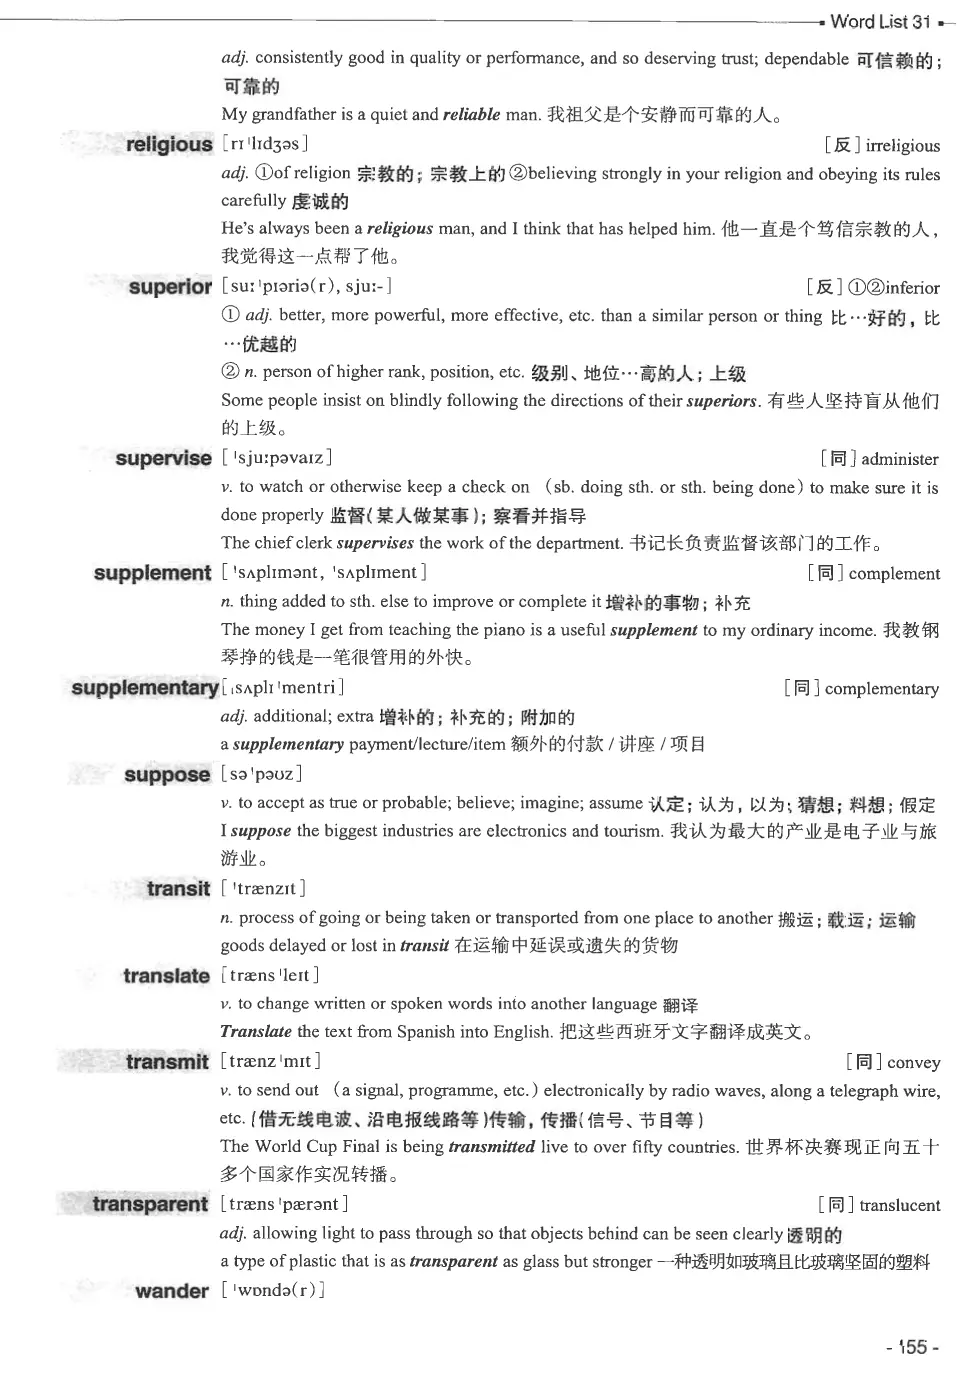 Word List 31
adj. consistently good in quality or performance, and so deserving trust; dependable 可信赖的;
可靠的
My grandfather is a quiet and reliable man. 我祖父是个安静而可靠的人。
religious [rɪˈlɪdʒəs] [反] irreligious
adj. ①of religion 宗教的; 宗教上的 ②believing strongly in your religion and obeying its rules
carefully 虔诚的
He's always been a religious man, and I think that has helped him. 他一直是个笃信宗教的人,
我觉得这一点帮了他。
superior [suːˈpɪəriə(r), sjuː-] [反] ①②inferior
① adj. better, more powerful, more effective, etc. than a similar person or thing 比…好的, 比
…优越的
② n. person of higher rank, position, etc. 级别、地位…高的人; 上级
Some people insist on blindly following the directions of their superiors. 有些人坚持盲从他们
的上级。
supervise [ˈsjuːpəvaɪz] [同] administer
v. to watch or otherwise keep a check on (sb. doing sth. or sth. being done) to make sure it is
done properly 监督(某人做某事); 察看并指导
The chief clerk supervises the work of the department. 书记长负责监督该部门的工作。
supplement [ˈsʌplɪmənt, ˈsʌplɪment] [同] complement
n. thing added to sth. else to improve or complete it 增补的事物; 补充
The money I get from teaching the piano is a useful supplement to my ordinary income. 我教钢
琴挣的钱是一笔很管用的外快。
supplementary [ˌsʌplɪˈmentri] [同] complementary
adj. additional; extra 增补的; 补充的; 附加的
a supplementary payment/lecture/item 额外的付款 / 讲座 / 项目
suppose [səˈpəʊz]
v. to accept as true or probable; believe; imagine; assume 认定; 认为, 以为; 猜想; 料想; 假定
I suppose the biggest industries are electronics and tourism. 我认为最大的产业是电子业与旅
游业。
transit [ˈtrænzɪt]
n. process of going or being taken or transported from one place to another 搬运; 载运; 运输
goods delayed or lost in transit 在运输中延误或遗失的货物
translate [trænsˈleɪt]
v. to change written or spoken words into another language 翻译
Translate the text from Spanish into English. 把这些西班牙文字翻译成英文。
transmit [trænzˈmɪt] [同] convey
v. to send out (a signal, programme, etc.) electronically by radio waves, along a telegraph wire,
etc. (借无线电波、沿电报线路等)传输, 传播(信号、节目等)
The World Cup Final is being transmitted live to over fifty countries. 世界杯决赛现正向五十
多个国家作实况转播。
transparent [trænsˈpærənt] [同] translucent
adj. allowing light to pass through so that objects behind can be seen clearly 透明的
a type of plastic that is as transparent as glass but stronger 一种透明如玻璃且比玻璃坚固的塑料
wander [ˈwɒndə(r)]
- 155 -